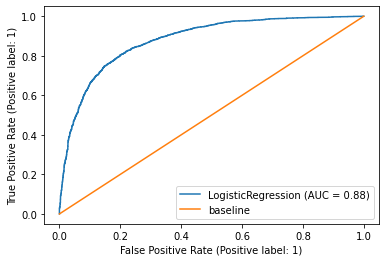 True Positive Rate (Positive label: 1)
1.0
0.8
0.6
0.4
0.2
0.0
LogisticRegression (AUC = 0.88)
baseline
0.0 0.2 0.4 0.6 0.8 1.0
False Positive Rate (Positive label: 1)